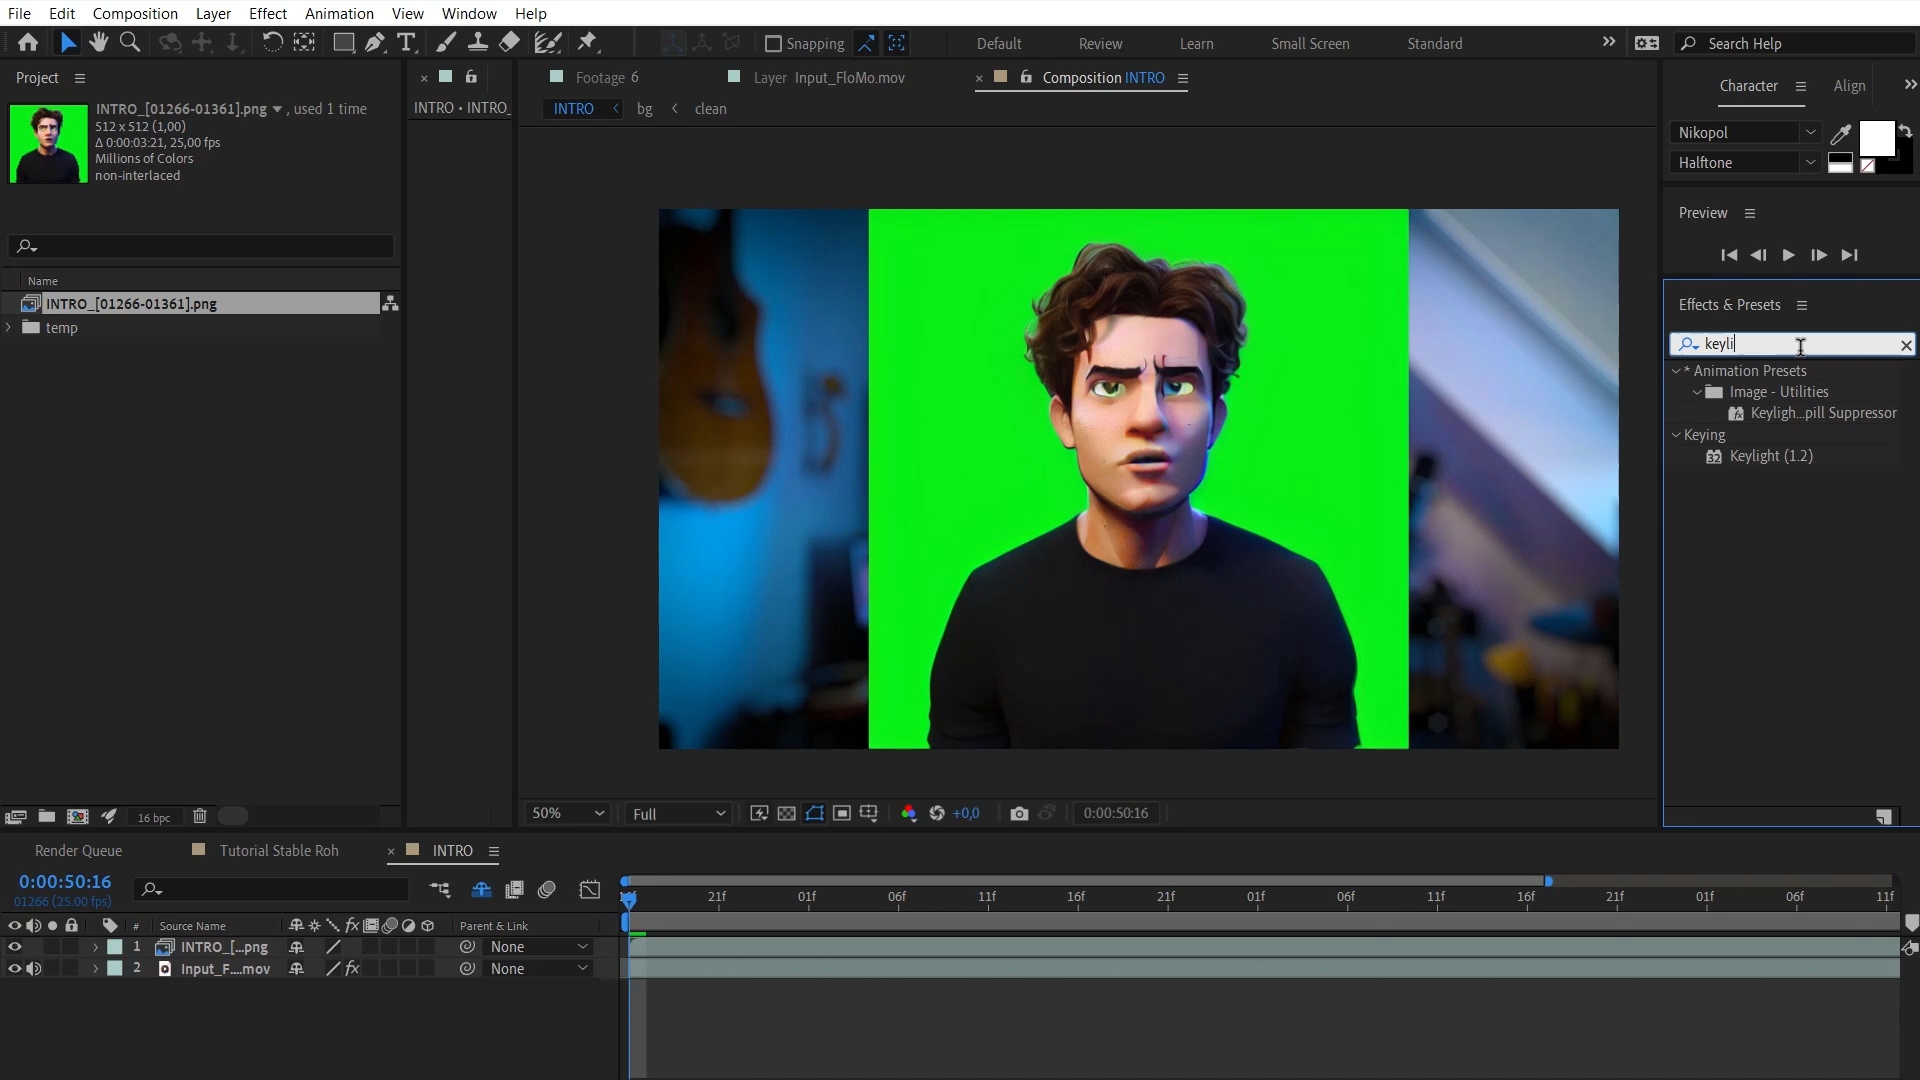 File Edit Composition Layer Effect Animation View Window Help
Snapping Default Review Learn Small Screen Standard Search Help
Project
INTRO_[01266-01361].png , used 1 time
512 x 512 (1,00)
Δ 0:00:03:21, 25,00 fps
Millions of Colors
non-interlaced
Name
INTRO_[01266-01361].png
temp
16 bpc
INTRO • INTRO_
Footage 6 Layer Input_FloMo.mov Composition INTRO
INTRO bg clean
50% Full +0,0 0:00:50:16
Character Align
Nikopol
Halftone
Preview
Effects & Presets
keyli
* Animation Presets
Image - Utilities
Keyligh...pill Suppressor
Keying
32 Keylight (1.2)
Render Queue Tutorial Stable Roh INTRO
0:00:50:16
01266 (25.00 fps)
21f 01f 06f 11f 16f 21f 01f 06f 11f 16f 21f 01f 06f 11f
# Source Name fx Parent & Link
1 INTRO_[...png None
2 Input_F....mov fx None